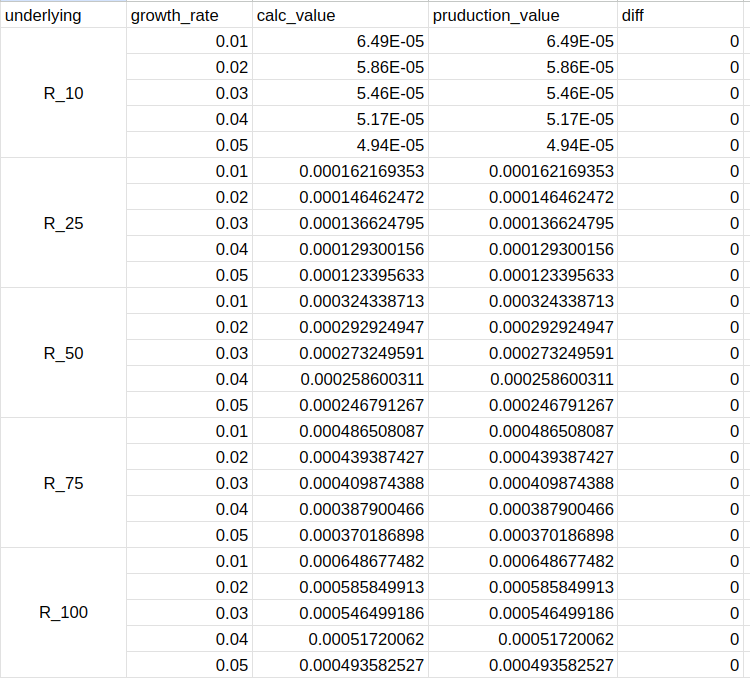 underlying growth_rate calc_value pruduction_value diff
0.01 6.49E-05 6.49E-05 0
0.02 5.86E-05 5.86E-05 0
R_10 0.03 5.46E-05 5.46E-05 0
0.04 5.17E-05 5.17E-05 0
0.05 4.94E-05 4.94E-05 0
0.01 0.000162169353 0.000162169353 0
0.02 0.000146462472 0.000146462472 0
R_25 0.03 0.000136624795 0.000136624795 0
0.04 0.000129300156 0.000129300156 0
0.05 0.000123395633 0.000123395633 0
0.01 0.000324338713 0.000324338713 0
0.02 0.000292924947 0.000292924947 0
R_50 0.03 0.000273249591 0.000273249591 0
0.04 0.000258600311 0.000258600311 0
0.05 0.000246791267 0.000246791267 0
0.01 0.000486508087 0.000486508087 0
0.02 0.000439387427 0.000439387427 0
R_75 0.03 0.000409874388 0.000409874388 0
0.04 0.000387900466 0.000387900466 0
0.05 0.000370186898 0.000370186898 0
0.01 0.000648677482 0.000648677482 0
0.02 0.000585849913 0.000585849913 0
R_100 0.03 0.000546499186 0.000546499186 0
0.04 0.00051720062 0.00051720062 0
0.05 0.000493582527 0.000493582527 0